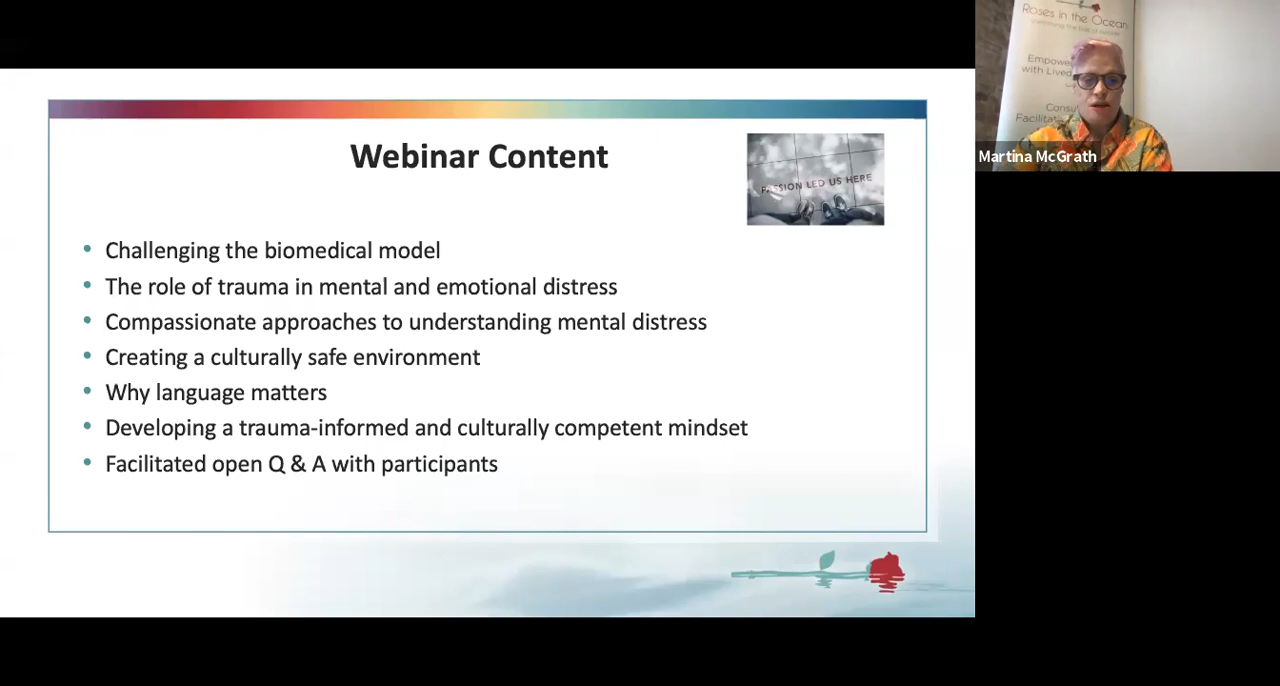 Webinar Content
PASSION LED US HERE
Challenging the biomedical model
The role of trauma in mental and emotional distress
Compassionate approaches to understanding mental distress
Creating a culturally safe environment
Why language matters
Developing a trauma-informed and culturally competent mindset
Facilitated open Q & A with participants
Roses in the Ocean
with Lived
Martina McGrath